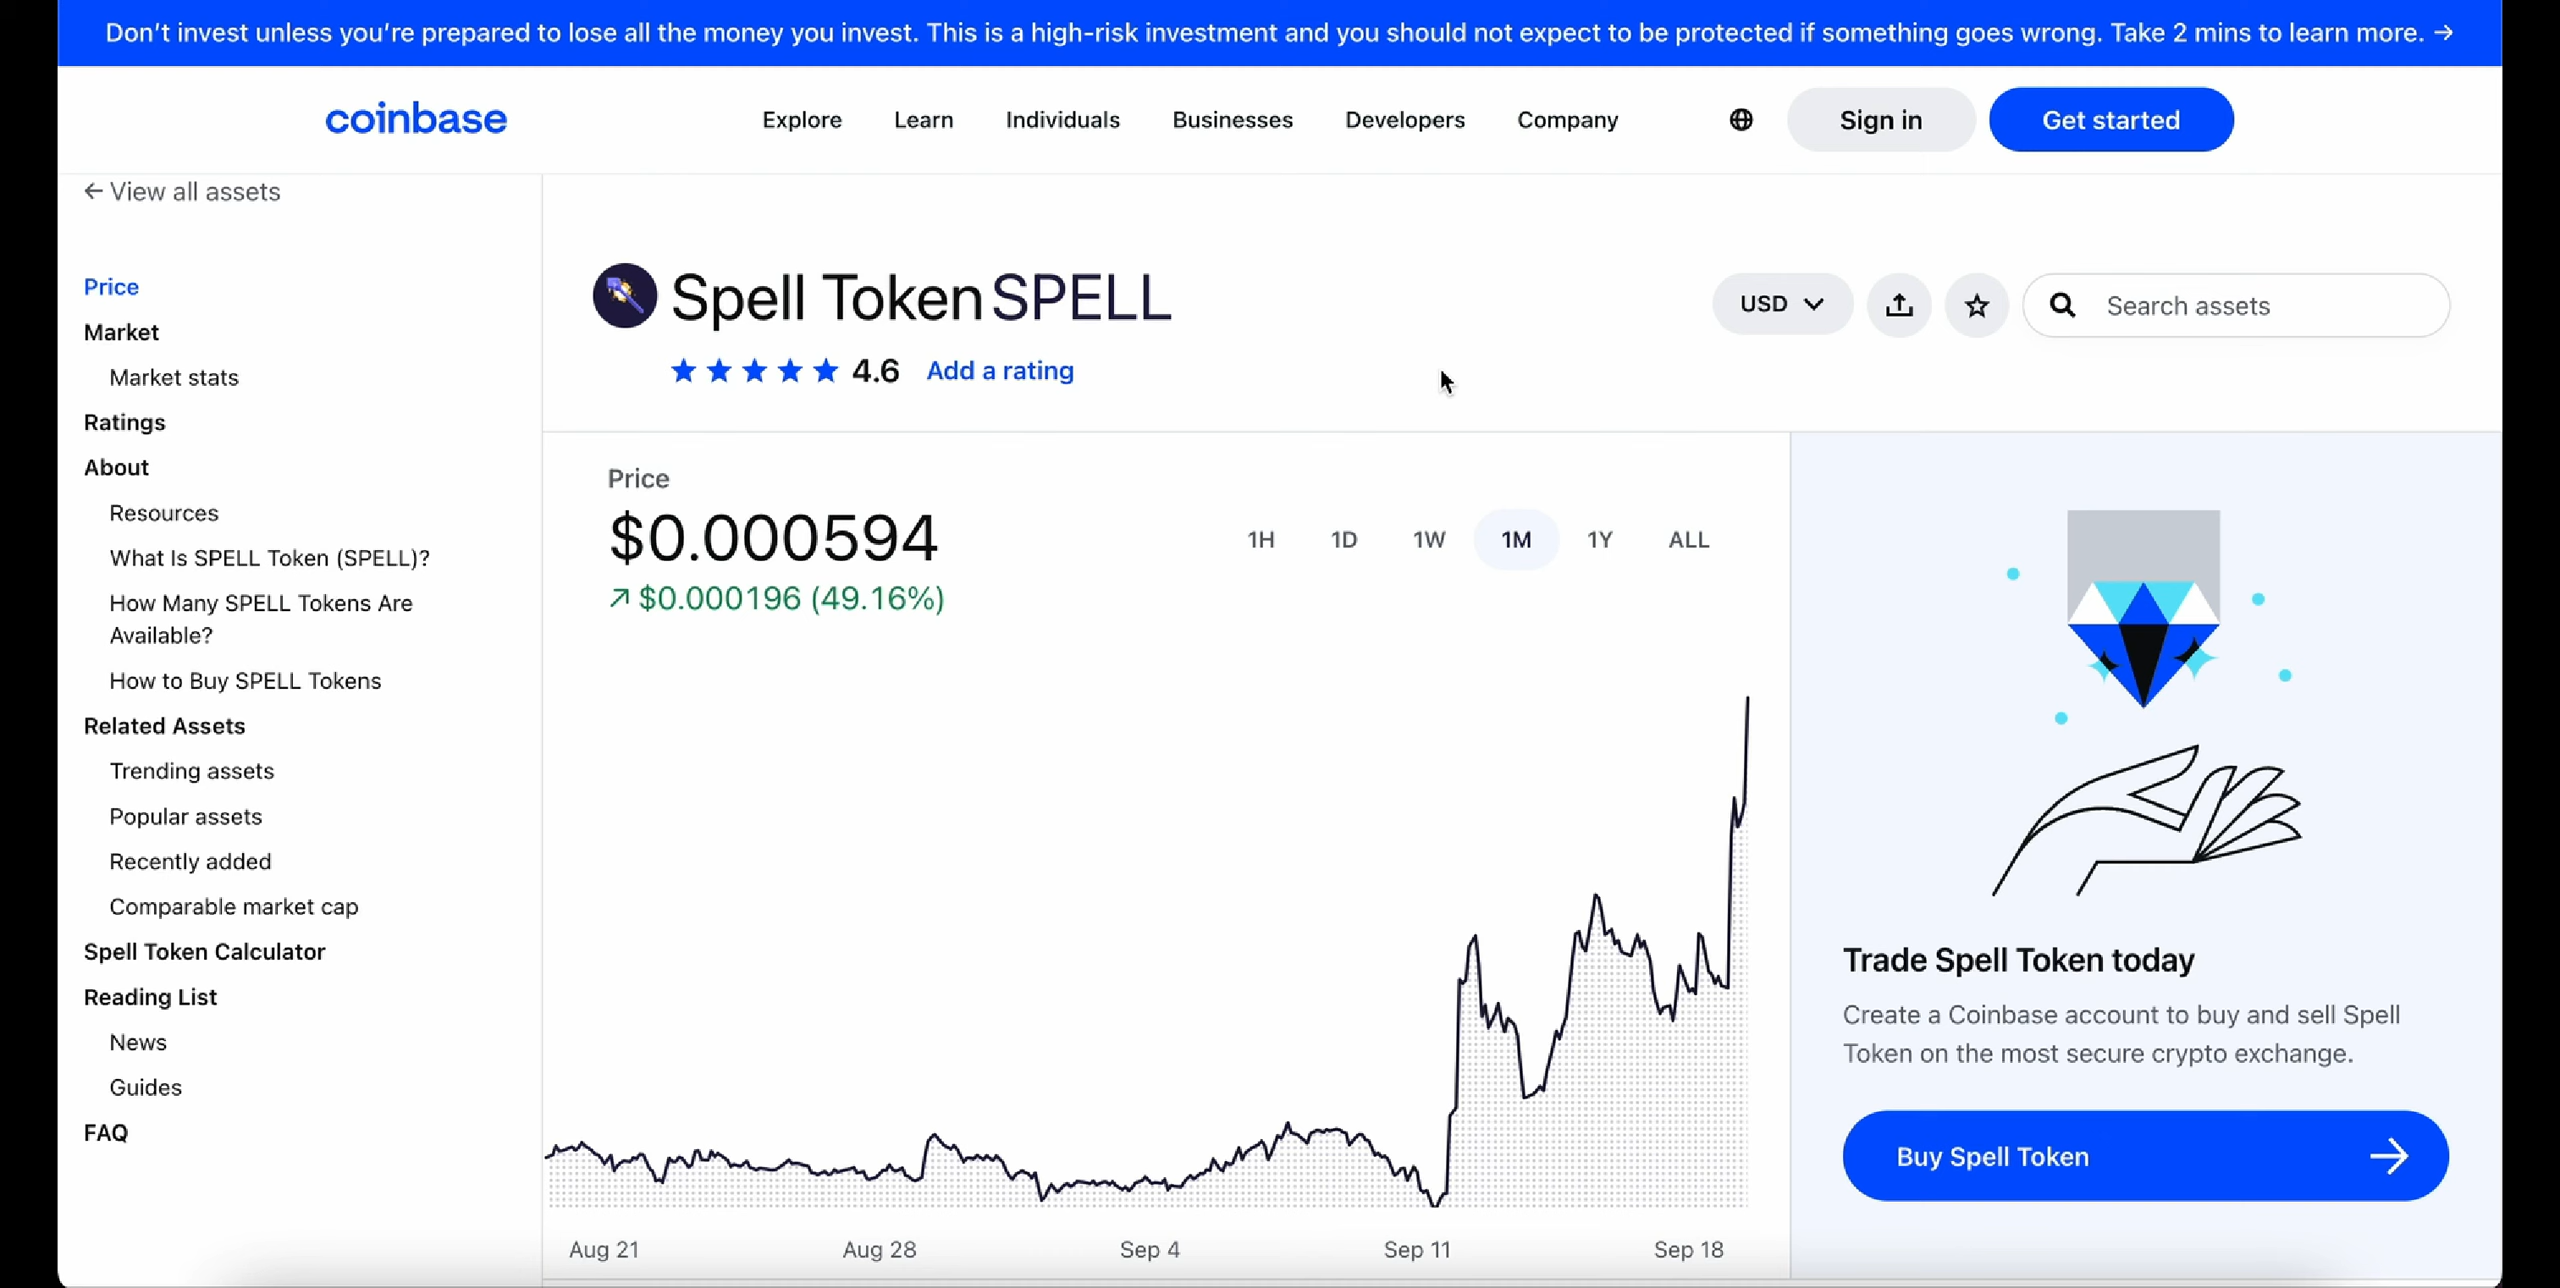 Don't invest unless you're prepared to lose all the money you invest. This is a high-risk investment and you should not expect to be protected if something goes wrong. Take 2 mins to learn more. →
coinbase
Explore Learn Individuals Businesses Developers Company Sign in Get started
← View all assets
Price
Market
Market stats
Ratings
About
Resources
What Is SPELL Token (SPELL)?
How Many SPELL Tokens Are
Available?
How to Buy SPELL Tokens
Related Assets
Trending assets
Popular assets
Recently added
Comparable market cap
Spell Token Calculator
Reading List
News
Guides
FAQ
Spell Token SPELL
4.6 Add a rating
USD
Search assets
Price
$0.000594
↗ $0.000196 (49.16%)
1H 1D 1W 1M 1Y ALL
Aug 21 Aug 28 Sep 4 Sep 11 Sep 18
Trade Spell Token today
Create a Coinbase account to buy and sell Spell
Token on the most secure crypto exchange.
Buy Spell Token →